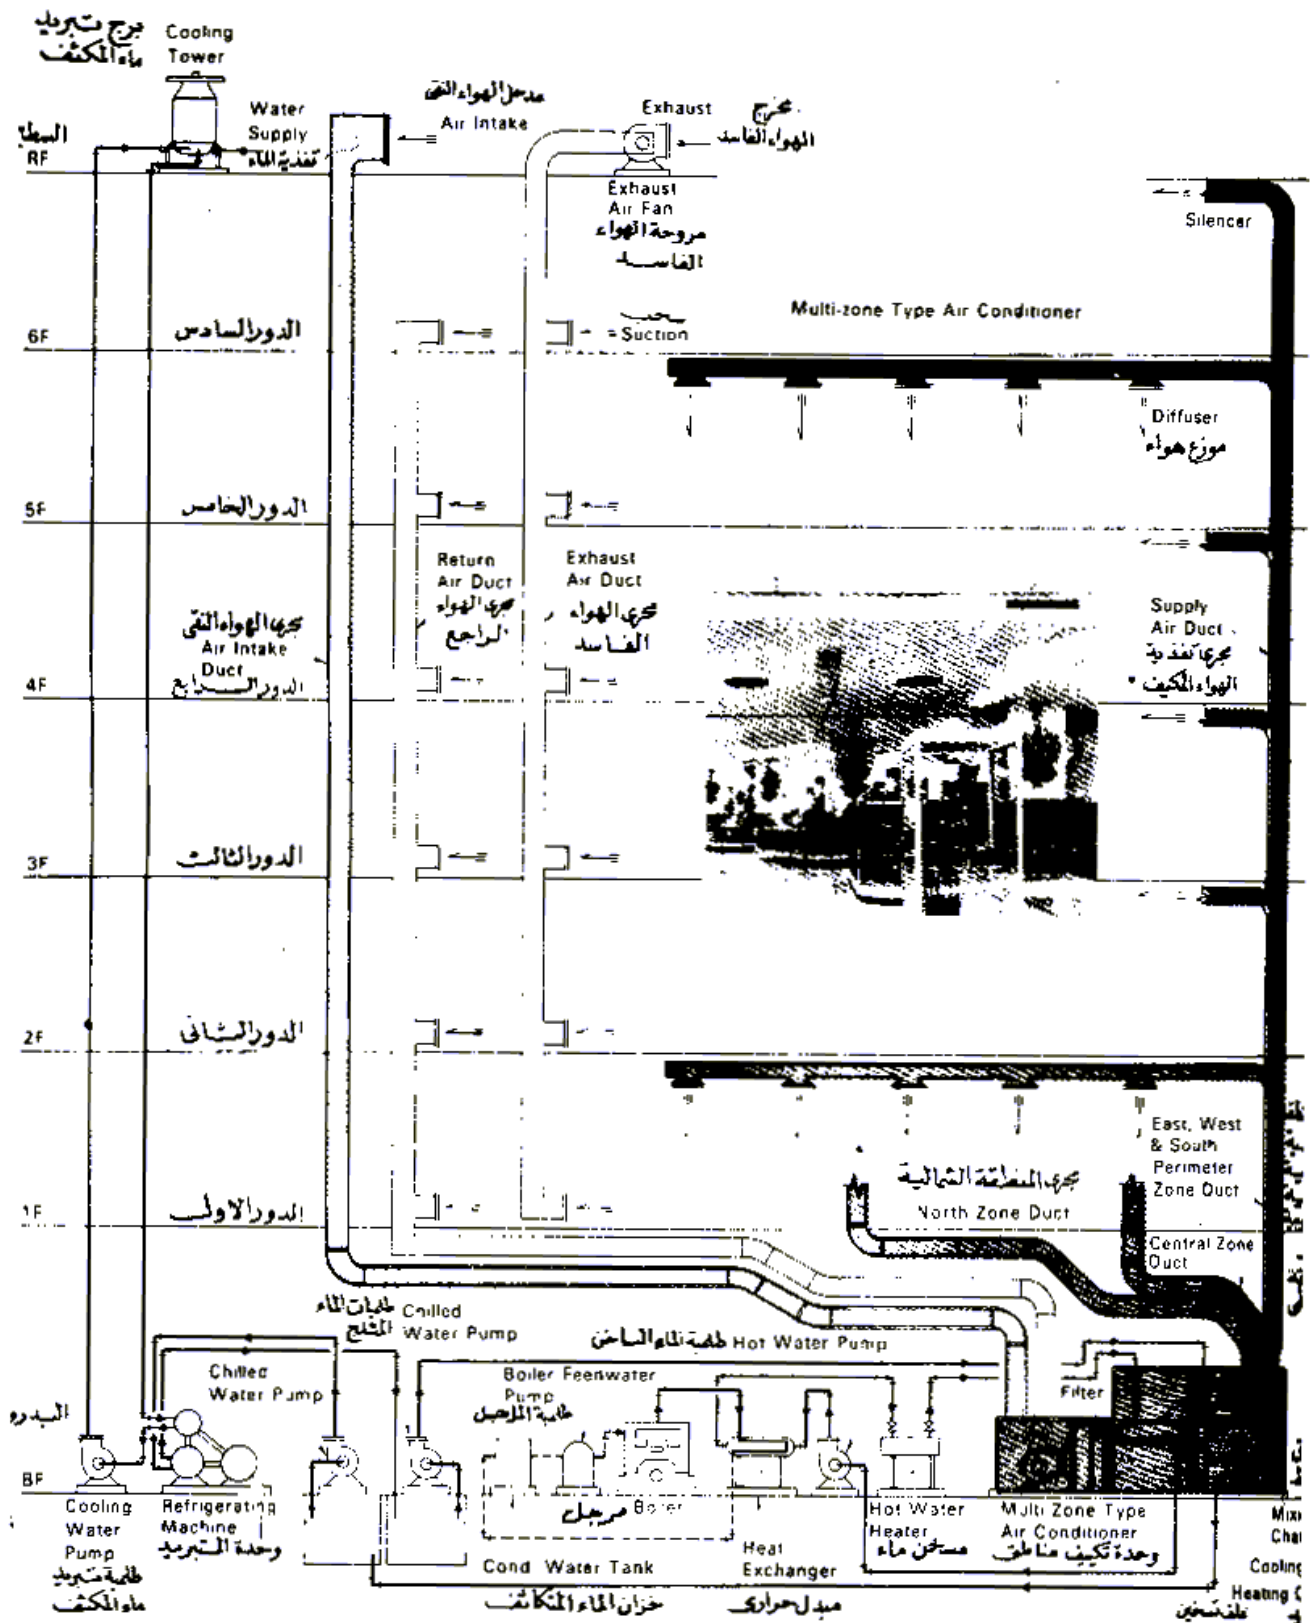 برج تبريد
ماء المكثف
Cooling
Tower
Water
Supply
تغذية الماء
مدخل الهواء النقى
Air Intake
Exhaust
مخرج
الهواء الفاسد
RF
Exhaust
Air Fan
مروحة الهواء
الفاسد
Silencer
Multi-zone Type Air Conditioner
6F
الدور السادس
سحب
Suction
Diffuser
موزع هواء
5F
الدور الخامس
Return
Air Duct
مجرى الهواء
الراجع
Exhaust
Air Duct
مجرى الهواء
الفاسد
Supply
Air Duct
مجرى تغذية
الهواء المكيف
مجرى الهواء النقى
Air Intake
Duct
4F
الدور الرابع
3F
الدور الثالث
2F
الدور الثانى
East, West
& South
Perimeter
Zone Duct
مجرى المنطقة الشمالية
North Zone Duct
1F
الدور الاولى
Central Zone
Duct
طلمبات الماء
المثلج
Chilled
Water Pump
طلمبة الماء الساخن Hot Water Pump
Chilled
Water Pump
Boiler Feenwater
Pump
طلمبة المرجل
Filter
BF
Cooling
Water
Pump
طلمبة تبريد
ماء المكثف
Refrigerating
Machine
وحدة التبريد
مرجل Boiler
Cond Water Tank
خزان الماء المتكاثف
Heat
Exchanger
مبدل حرارى
Hot Water
Heater
مسخن ماء
Multi Zone Type
Air Conditioner
وحدة تكييف مناطق
Cooling
Heating